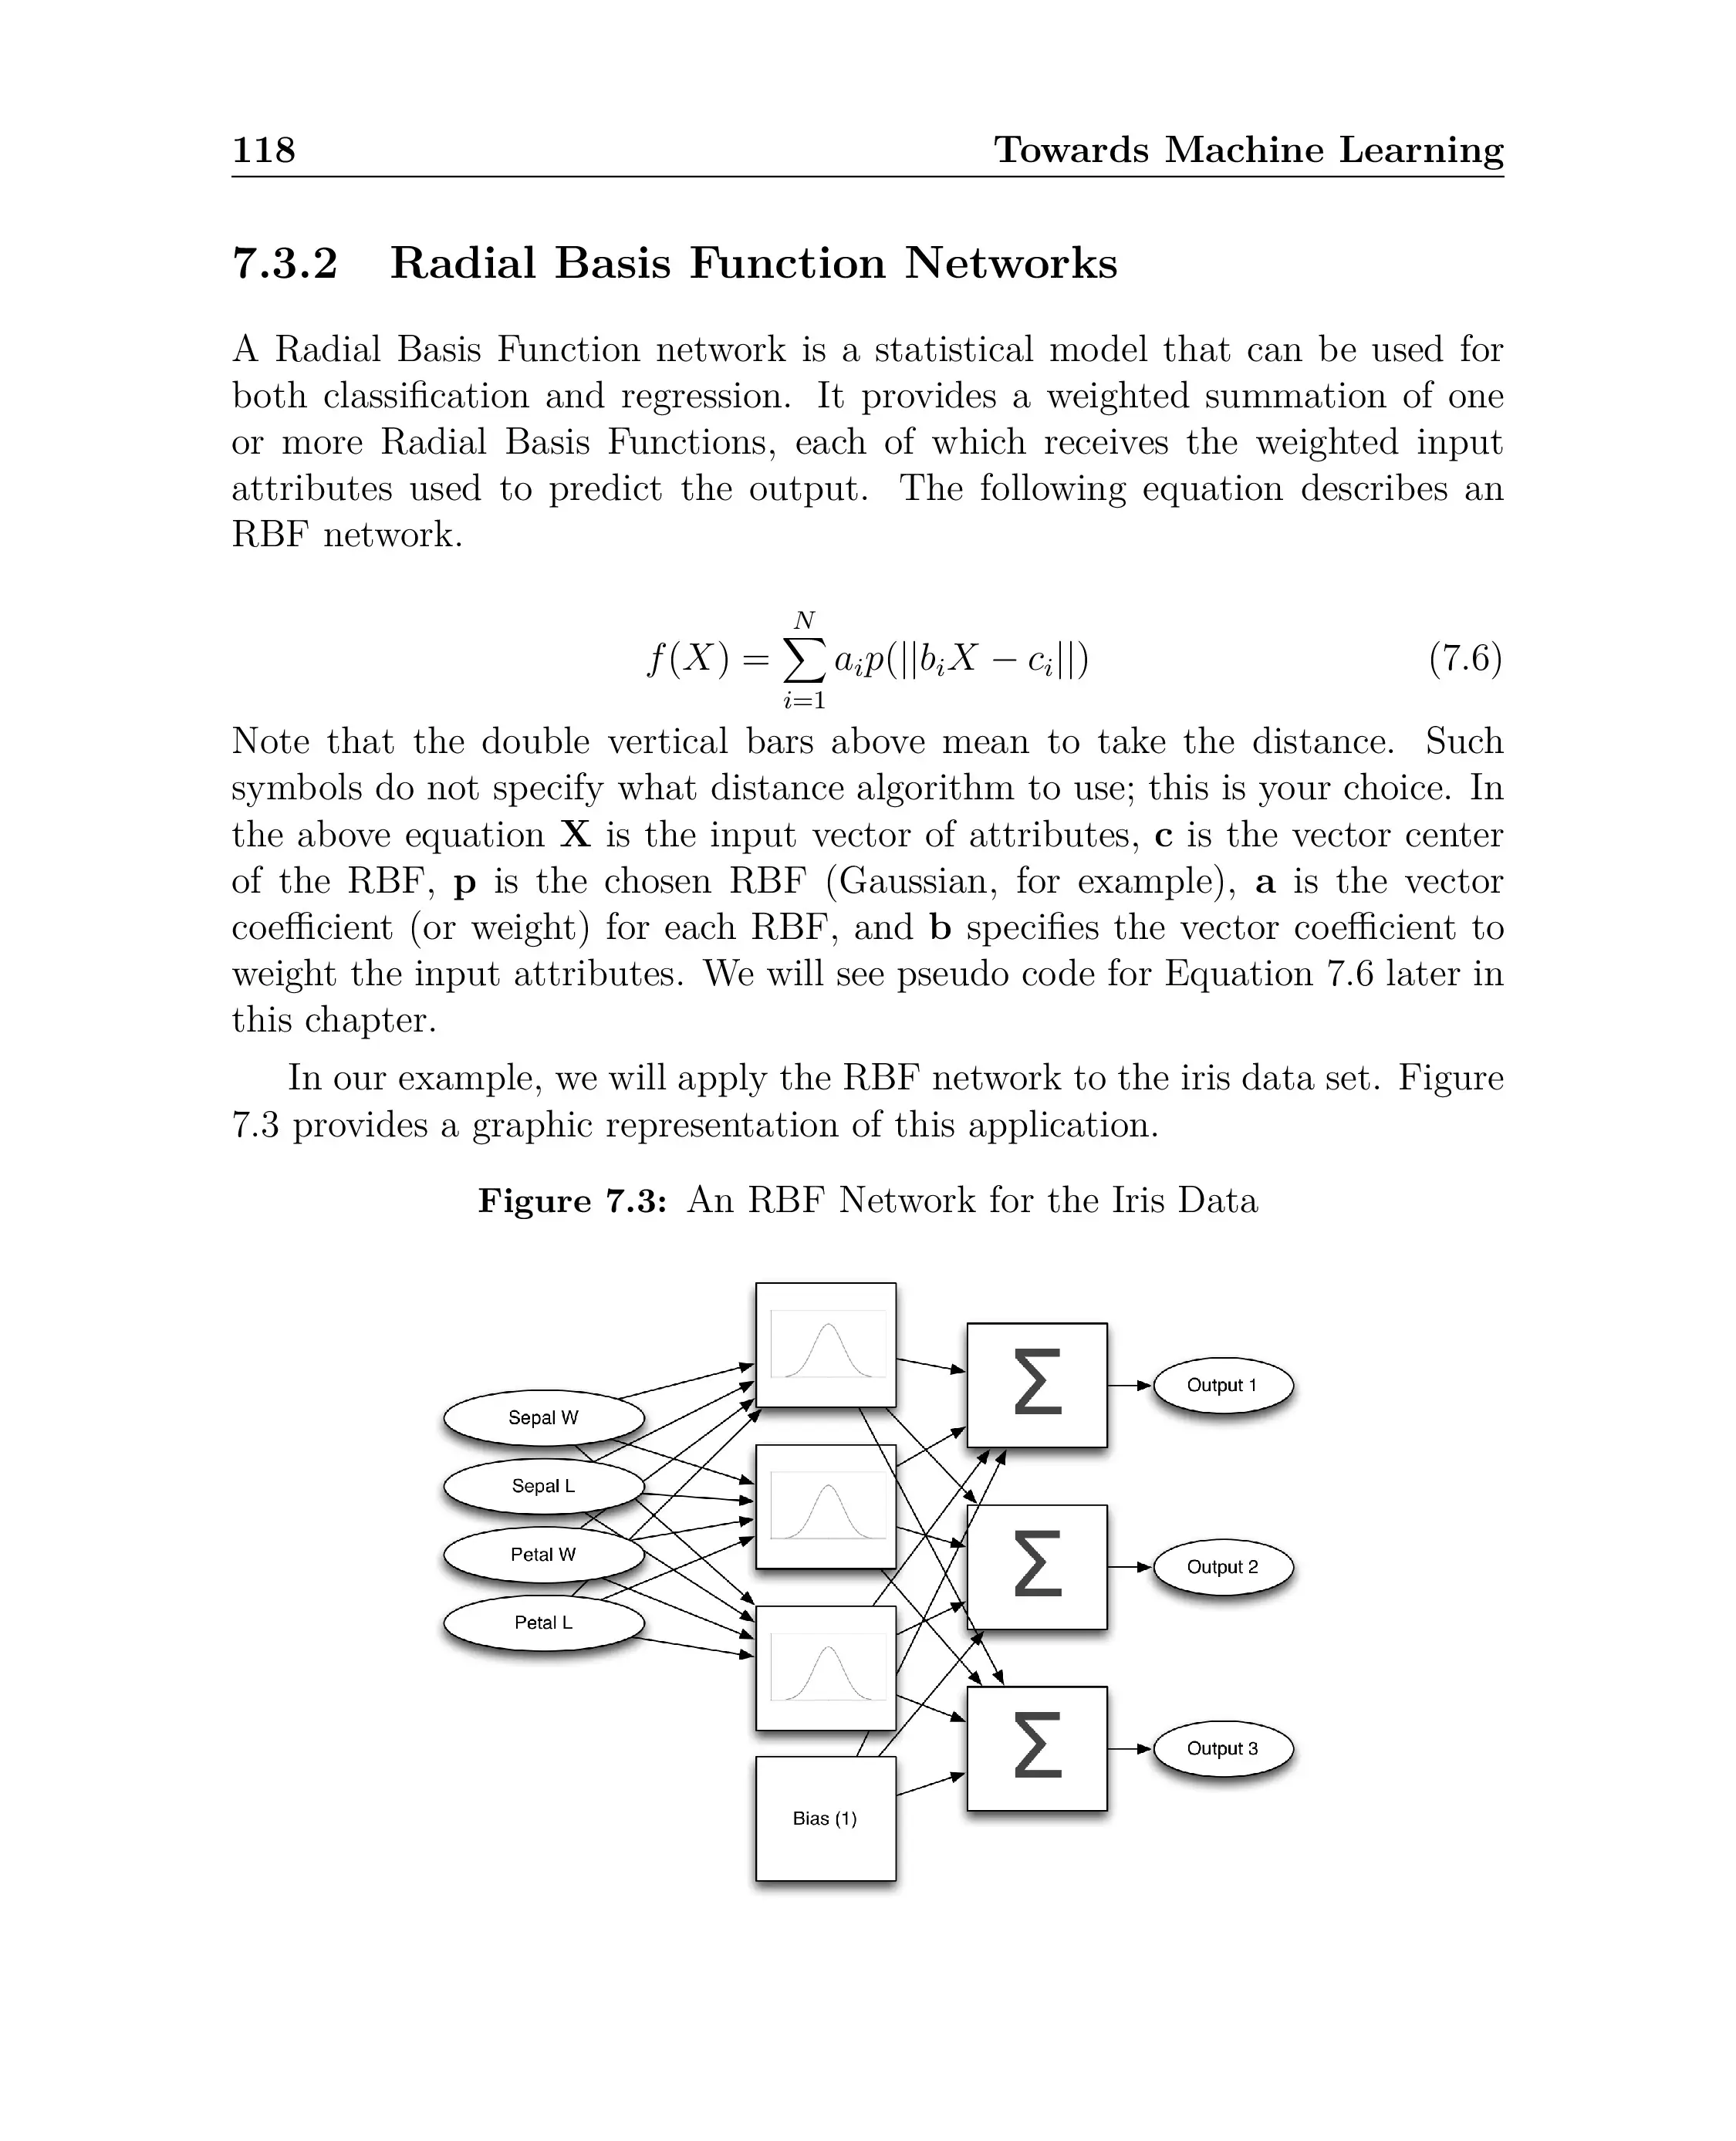 118 Towards Machine Learning
7.3.2 Radial Basis Function Networks
A Radial Basis Function network is a statistical model that can be used for
both classification and regression. It provides a weighted summation of one
or more Radial Basis Functions, each of which receives the weighted input
attributes used to predict the output. The following equation describes an
RBF network.
f(X) = \sum_{i=1}^{N} a_i p(||b_i X − c_i||) (7.6)
Note that the double vertical bars above mean to take the distance. Such
symbols do not specify what distance algorithm to use; this is your choice. In
the above equation X is the input vector of attributes, c is the vector center
of the RBF, p is the chosen RBF (Gaussian, for example), a is the vector
coefficient (or weight) for each RBF, and b specifies the vector coefficient to
weight the input attributes. We will see pseudo code for Equation 7.6 later in
this chapter.
In our example, we will apply the RBF network to the iris data set. Figure
7.3 provides a graphic representation of this application.
Figure 7.3: An RBF Network for the Iris Data
Sepal W
Sepal L
Petal W
Petal L
Bias (1)
Σ
Σ
Σ
Output 1
Output 2
Output 3